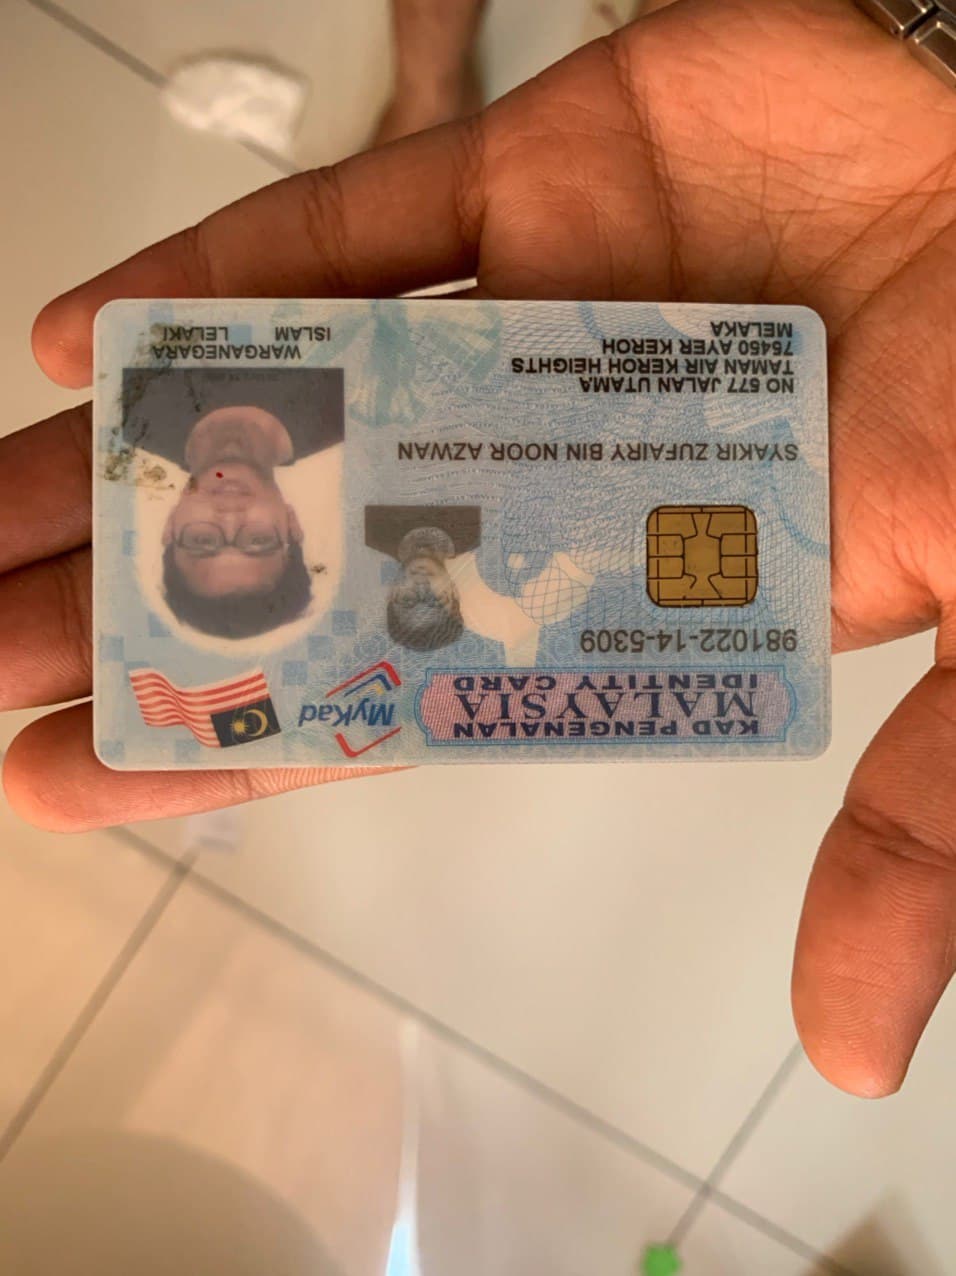 KAD PENGENALAN
MALAYSIA
IDENTITY CARD
MyKad
981022-14-5309
SYAKIR ZUFAIRY BIN NOOR AZWAN
NO 577 JALAN UTAMA
TAMAN AIR KEROH HEIGHTS
75450 AYER KEROH
MELAKA
WARGANEGARA
ISLAM LELAKI